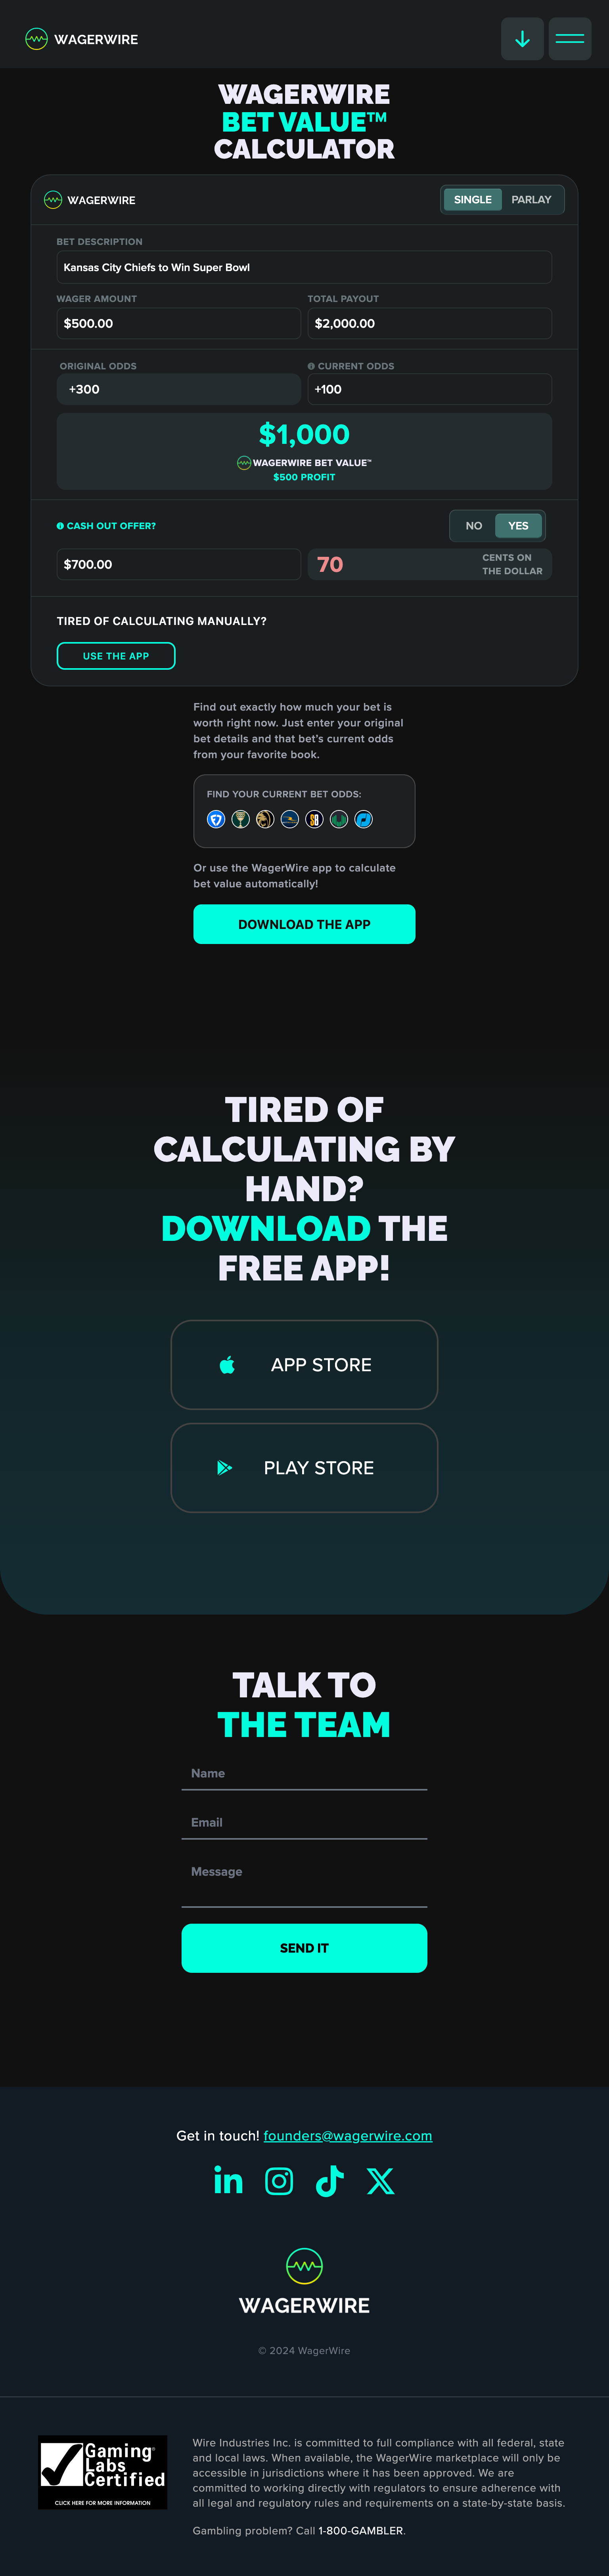 WAGERWIRE
WAGERWIRE
BET VALUE™
CALCULATOR
WAGERWIRE
SINGLE PARLAY
BET DESCRIPTION
Kansas City Chiefs to Win Super Bowl
WAGER AMOUNT
TOTAL PAYOUT
$500.00
$2,000.00
ORIGINAL ODDS
CURRENT ODDS
+300
+100
$1,000
WAGERWIRE BET VALUE™
$500 PROFIT
CASH OUT OFFER?
NO YES
$700.00
70
CENTS ON
THE DOLLAR
TIRED OF CALCULATING MANUALLY?
USE THE APP
Find out exactly how much your bet is
worth right now. Just enter your original
bet details and that bet's current odds
from your favorite book.
FIND YOUR CURRENT BET ODDS:
Or use the WagerWire app to calculate
bet value automatically!
DOWNLOAD THE APP
TIRED OF
CALCULATING BY
HAND?
DOWNLOAD THE
FREE APP!
APP STORE
PLAY STORE
TALK TO
THE TEAM
Name
Email
Message
SEND IT
Get in touch! founders@wagerwire.com
WAGERWIRE
© 2024 WagerWire
Gaming®
Labs
Certified
CLICK HERE FOR MORE INFORMATION
Wire Industries Inc. is committed to full compliance with all federal, state
and local laws. When available, the WagerWire marketplace will only be
accessible in jurisdictions where it has been approved. We are
committed to working directly with regulators to ensure adherence with
all legal and regulatory rules and requirements on a state-by-state basis.
Gambling problem? Call 1-800-GAMBLER.